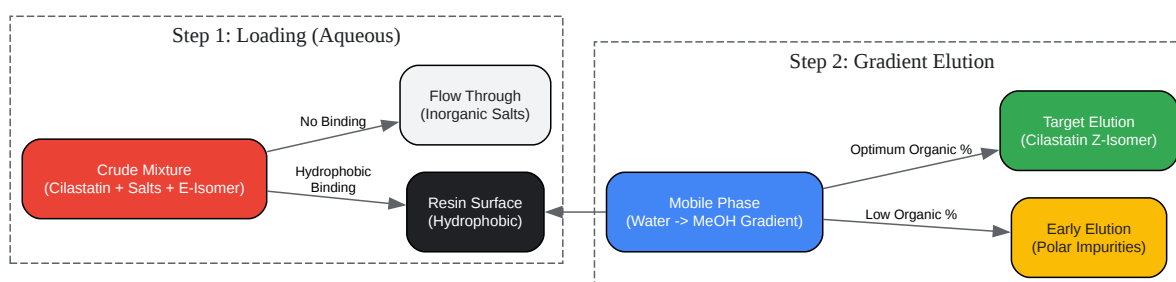 Step 1: Loading (Aqueous)
Crude Mixture
(Cilastatin + Salts + E-Isomer)
No Binding
Hydrophobic
Binding
Flow Through
(Inorganic Salts)
Resin Surface
(Hydrophobic)
Step 2: Gradient Elution
Mobile Phase
(Water -> MeOH Gradient)
Optimum Organic %
Low Organic %
Target Elution
(Cilastatin Z-Isomer)
Early Elution
(Polar Impurities)